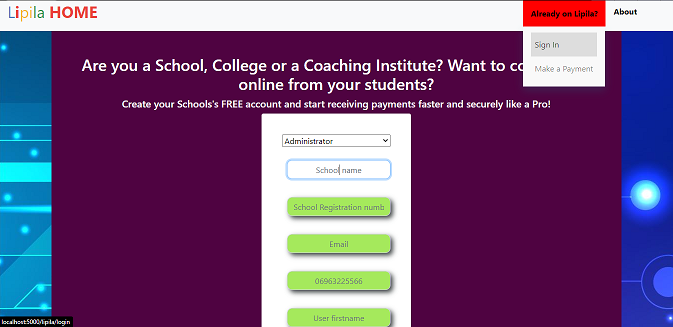 Lipila HOME
Already on Lipila?
About
Sign In
Make a Payment
Are you a School, College or a Coaching Institute? Want to co
online from your students?
Create your Schools's FREE account and start receiving payments faster and securely like a Pro!
Administrator
School name
School Registration numb
Email
06963225566
User firstname
localhost:5000/lipila/login